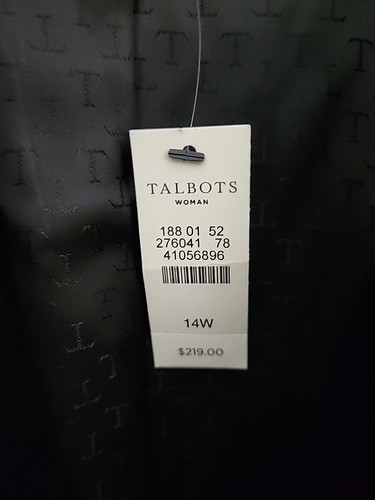 TALBOTS
WOMAN
188 01 52
276041 78
41056896
14W
$219.00